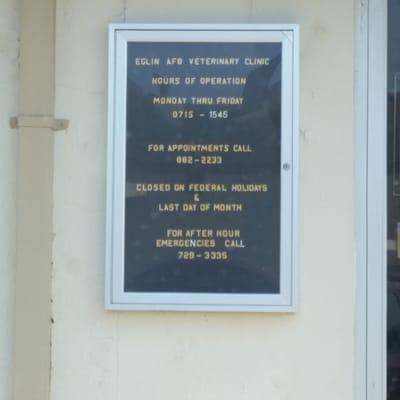 EGLIN AFB VETERINARY CLINIC
HOURS OF OPERATION
MONDAY THRU FRIDAY
0715 - 1545
FOR APPOINTMENTS CALL
882-2233
CLOSED ON FEDERAL HOLIDAYS
&
LAST DAY OF MONTH
FOR AFTER HOUR
EMERGENCIES CALL
729-3335